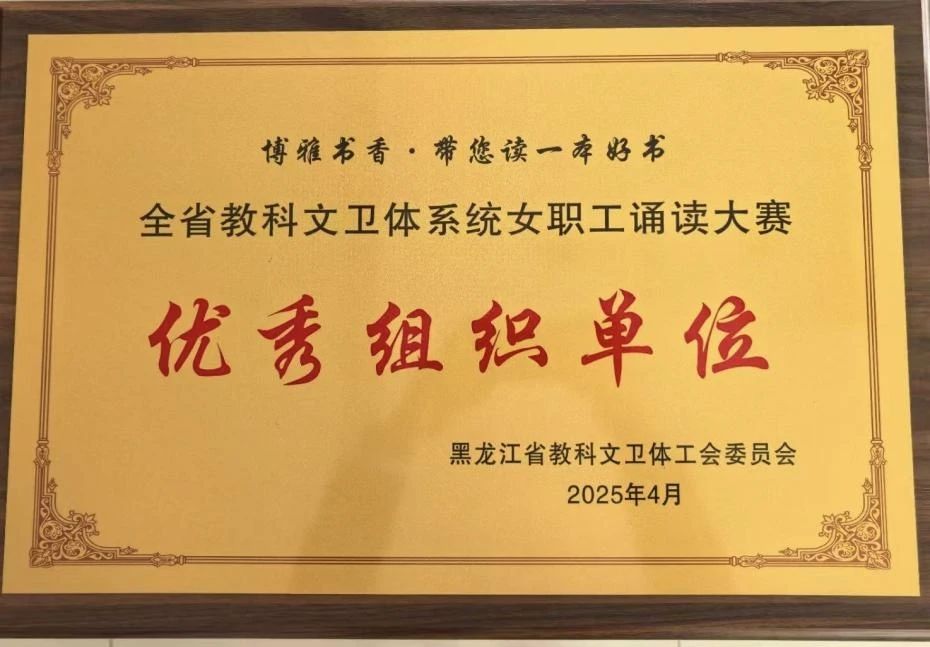 博雅书香·带您读一本好书
全省教科文卫体系统女职工诵读大赛
优秀组织单位
黑龙江省教科文卫体工会委员会
2025年4月